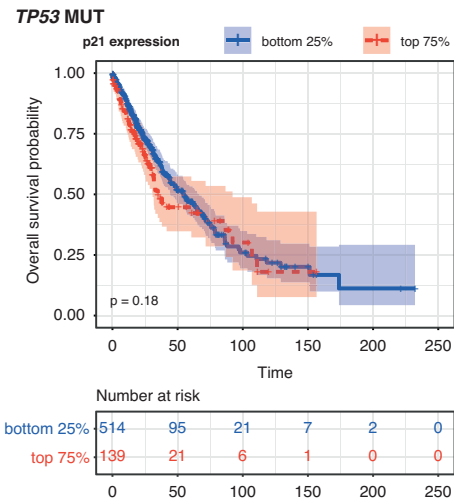 TP53 MUT
p21 expression bottom 25% top 75%
1.00
0.75
0.50
0.25
0.00
Overall survival probability
p = 0.18
0 50 100 150 200 250
Time
Number at risk
bottom 25% 514 95 21 7 2 0
top 75% 139 21 6 1 0 0
0 50 100 150 200 250